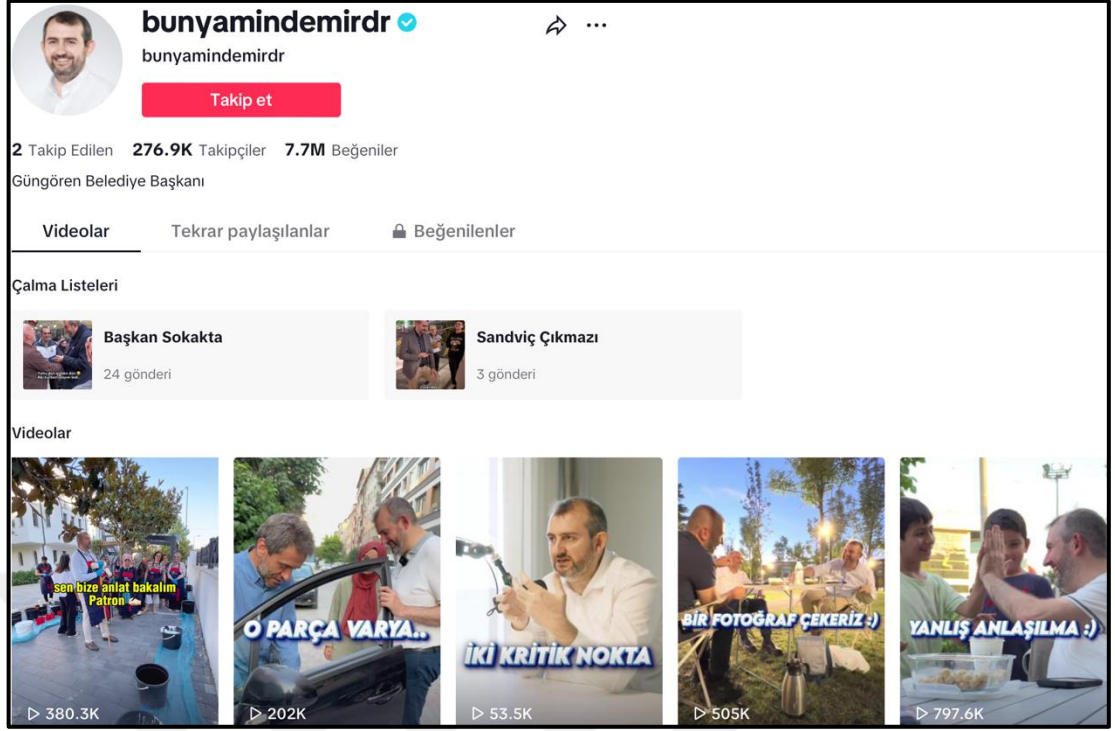 bunyamindemirdr
bunyamindemirdr
Takip et
2 Takip Edilen 276.9K Takipçiler 7.7M Beğeniler
Güngören Belediye Başkanı
Videolar Tekrar paylaşılanlar Beğenilenler
Çalma Listeleri
Başkan Sokakta
24 gönderi
Sandviç Çıkmazı
3 gönderi
Videolar
sen bize anlat bakalım
Patron
380.3K
O PARÇA VARYA..
202K
İKİ KRİTİK NOKTA
53.5K
BİR FOTOĞRAF ÇEKERİZ :)
505K
YANLIŞ ANLAŞILMA :)
797.6K